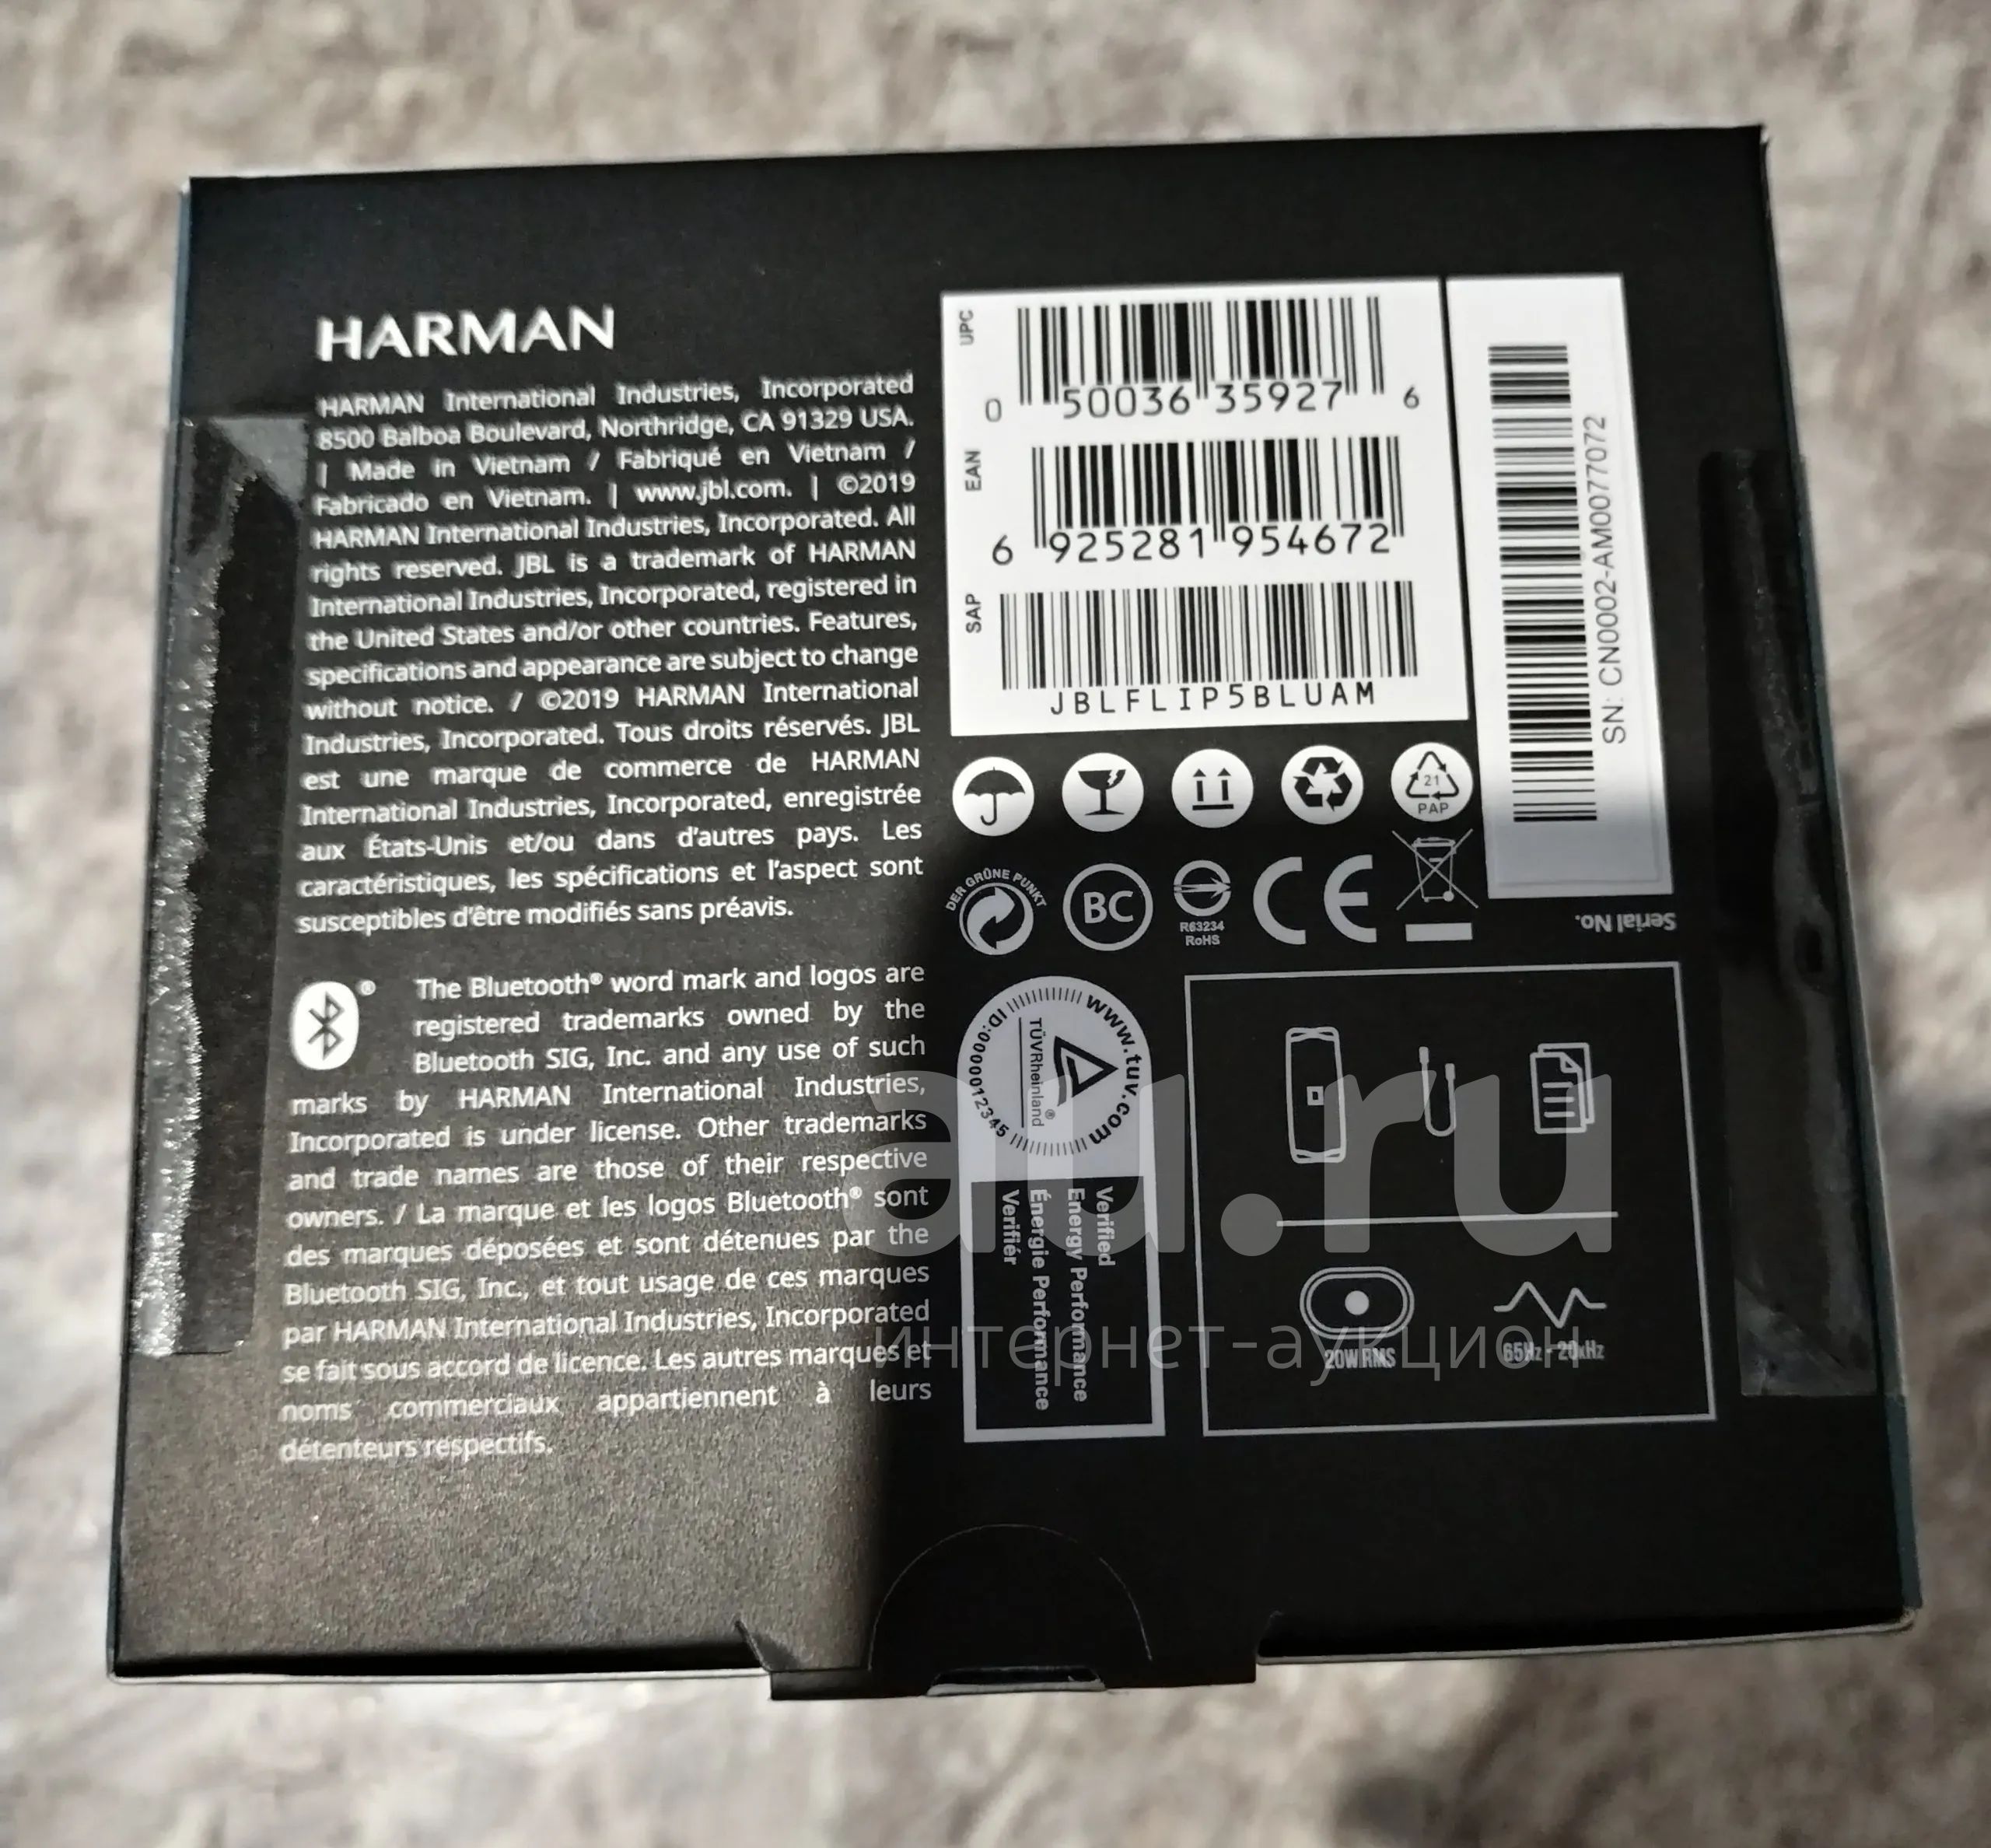 HARMAN
HARMAN International Industries, Incorporated
8500 Balboa Boulevard, Northridge, CA 91329 USA.
| Made in Vietnam / Fabriqué en Vietnam /
Fabricado en Vietnam. | www.jbl.com. | ©2019
HARMAN International Industries, Incorporated. All
rights reserved. JBL is a trademark of HARMAN
International Industries, Incorporated, registered in
the United States and/or other countries. Features,
specifications and appearance are subject to change
without notice. / ©2019 HARMAN International
Industries, Incorporated. Tous droits réservés. JBL
est une marque de commerce de HARMAN
International Industries, Incorporated, enregistrée
aux États-Unis et/ou dans d'autres pays. Les
caractéristiques, les spécifications et l'aspect sont
susceptibles d'être modifiés sans préavis.
® The Bluetooth® word mark and logos are
registered trademarks owned by the
Bluetooth SIG, Inc. and any use of such
marks by HARMAN International Industries,
Incorporated is under license. Other trademarks
and trade names are those of their respective
owners. / La marque et les logos Bluetooth® sont
des marques déposées et sont détenues par the
Bluetooth SIG, Inc., et tout usage de ces marques
par HARMAN International Industries, Incorporated
se fait sous accord de licence. Les autres marques et
noms commerciaux appartiennent à leurs
détenteurs respectifs.
UPC
0 50036 35927 6
EAN
6 925281 954672
SAP
JBLFLIP5BLUAM
SN: CN0002-AM0077072
Serial No.
21
PAP
DER GRÜNE PUNKT
BC
R63234
RoHS
CE
www.tuv.com
ID:0000012345
TÜVRheinland®
Verified
Energy Perfommance
Énergie Performance
Verifiér
20W RMS
65Hz - 20kHz
au.ru
интернет-аукцион